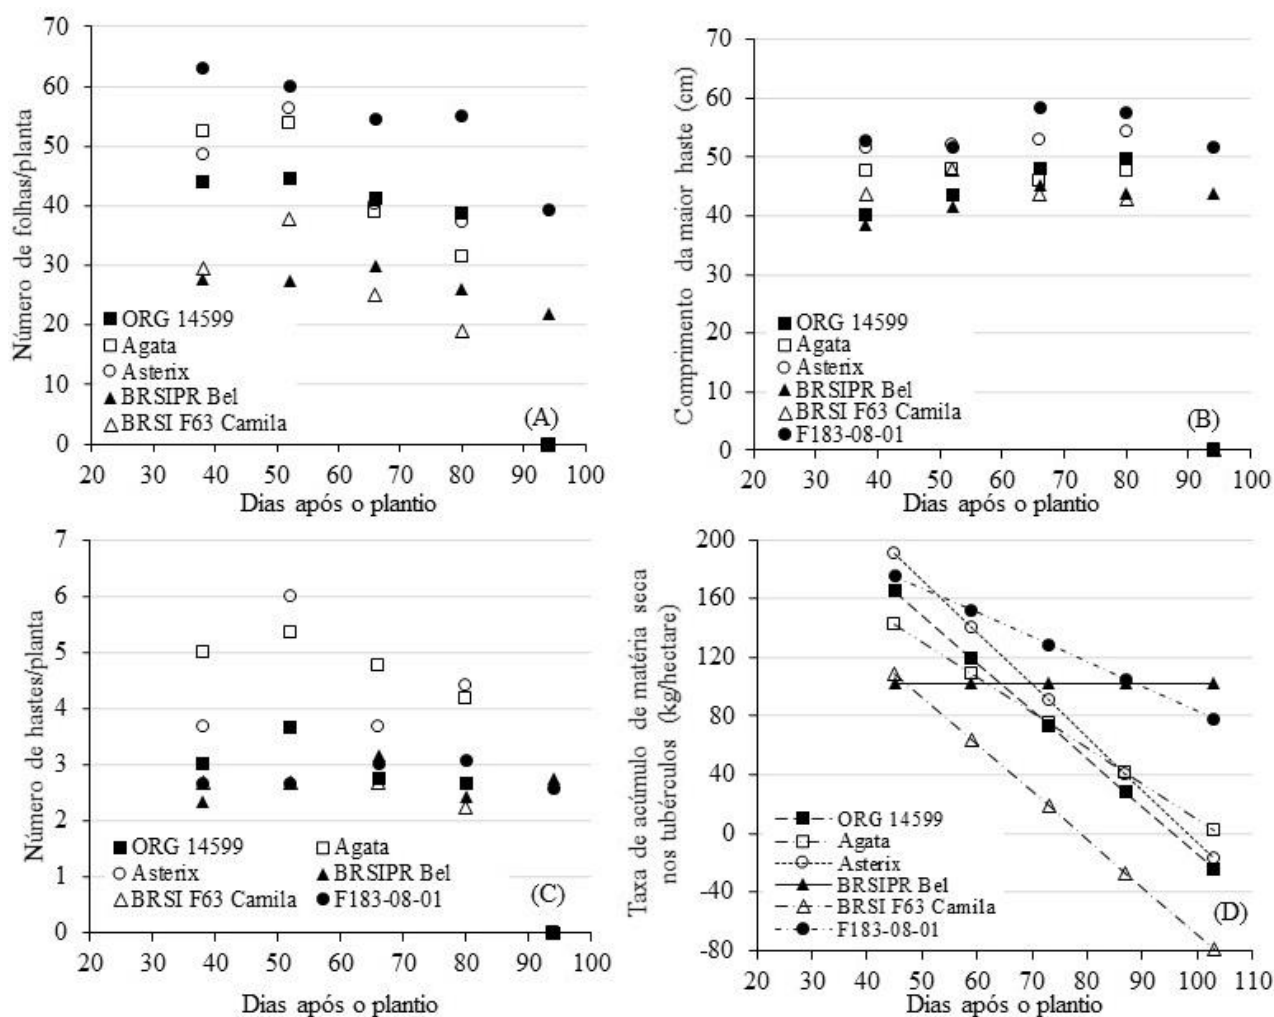 70
60
50
40
30
20
10
0
Número de folhas/planta
ORG 14599
Agata
Asterix
BRSIPR Bel
BRSI F63 Camila
(A)
20 30 40 50 60 70 80 90 100
Dias após o plantio
70
60
50
40
30
20
10
0
Comprimento da maior haste (cm)
ORG 14599
Agata
Asterix
BRSIPR Bel
BRSI F63 Camila
F183-08-01
(B)
20 30 40 50 60 70 80 90 100
Dias após o plantio
7
6
5
4
3
2
1
0
Número de hastes/planta
ORG 14599 Agata
Asterix BRSIPR Bel
BRSI F63 Camila F183-08-01
(C)
20 30 40 50 60 70 80 90 100
Dias após o plantio
200
160
120
80
40
0
-40
-80
Taxa de acúmulo de matéria seca
nos tubérculos (kg/hectare)
ORG 14599
Agata
Asterix
BRSIPR Bel
BRSI F63 Camila
F183-08-01
(D)
20 30 40 50 60 70 80 90 100 110
Dias após o plantio